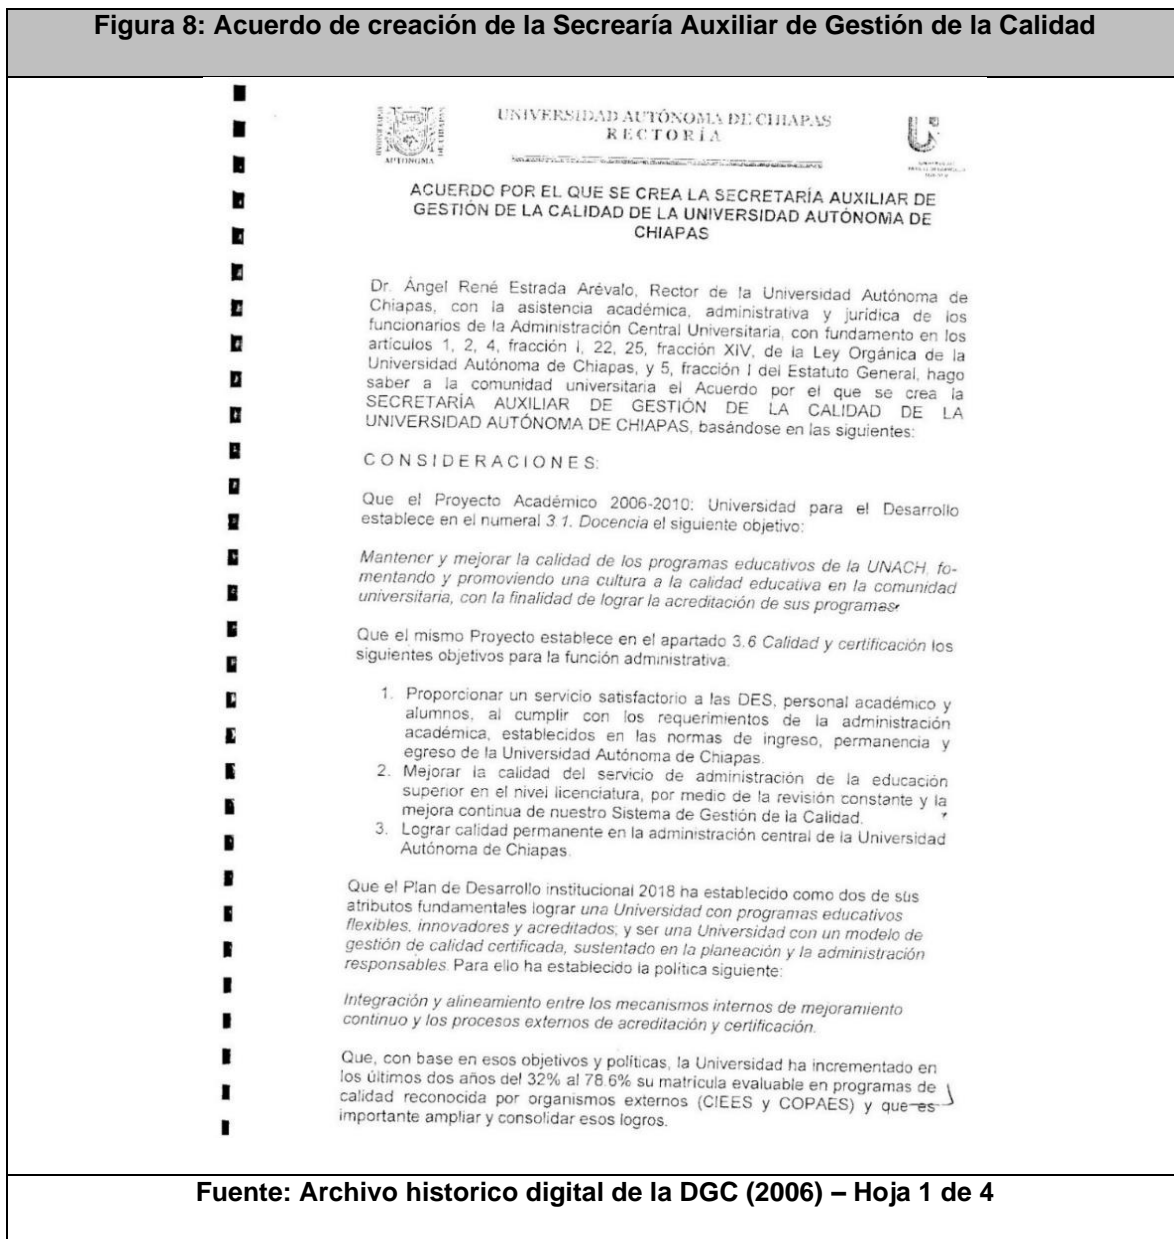 Figura 8: Acuerdo de creación de la Secrearía Auxiliar de Gestión de la Calidad
UNIVERSIDAD AUTÓNOMA DE CHIAPAS
RECTORÍA
AUTONOMA
ACUERDO POR EL QUE SE CREA LA SECRETARÍA AUXILIAR DE
GESTIÓN DE LA CALIDAD DE LA UNIVERSIDAD AUTÓNOMA DE
CHIAPAS
Dr. Ángel René Estrada Arévalo, Rector de la Universidad Autónoma de
Chiapas, con la asistencia académica, administrativa y jurídica de los
funcionarios de la Administración Central Universitaria, con fundamento en los
artículos 1, 2, 4, fracción I, 22, 25, fracción XIV, de la Ley Orgánica de la
Universidad Autónoma de Chiapas, y 5, fracción I del Estatuto General, hago
saber a la comunidad universitaria el Acuerdo por el que se crea la
SECRETARÍA AUXILIAR DE GESTIÓN DE LA CALIDAD DE LA
UNIVERSIDAD AUTÓNOMA DE CHIAPAS, basándose en las siguientes:
CONSIDERACIONES:
Que el Proyecto Académico 2006-2010: Universidad para el Desarrollo
establece en el numeral 3.1. Docencia el siguiente objetivo:
Mantener y mejorar la calidad de los programas educativos de la UNACH, fo-
mentando y promoviendo una cultura a la calidad educativa en la comunidad
universitaria, con la finalidad de lograr la acreditación de sus programas.
Que el mismo Proyecto establece en el apartado 3.6 Calidad y certificación los
siguientes objetivos para la función administrativa:
1. Proporcionar un servicio satisfactorio a las DES, personal académico y
alumnos, al cumplir con los requerimientos de la administración
académica, establecidos en las normas de ingreso, permanencia y
egreso de la Universidad Autónoma de Chiapas.
2. Mejorar la calidad del servicio de administración de la educación
superior en el nivel licenciatura, por medio de la revisión constante y la
mejora continua de nuestro Sistema de Gestión de la Calidad.
3. Lograr calidad permanente en la administración central de la Universidad
Autónoma de Chiapas.
Que el Plan de Desarrollo institucional 2018 ha establecido como dos de sus
atributos fundamentales lograr una Universidad con programas educativos
flexibles, innovadores y acreditados; y ser una Universidad con un modelo de
gestión de calidad certificada, sustentado en la planeación y la administración
responsables. Para ello ha establecido la política siguiente:
Integración y alineamiento entre los mecanismos internos de mejoramiento
continuo y los procesos externos de acreditación y certificación.
Que, con base en esos objetivos y políticas, la Universidad ha incrementado en
los últimos dos años del 32% al 78.6% su matrícula evaluable en programas de
calidad reconocida por organismos externos (CIEES y COPAES) y que es
importante ampliar y consolidar esos logros.
Fuente: Archivo historico digital de la DGC (2006) – Hoja 1 de 4